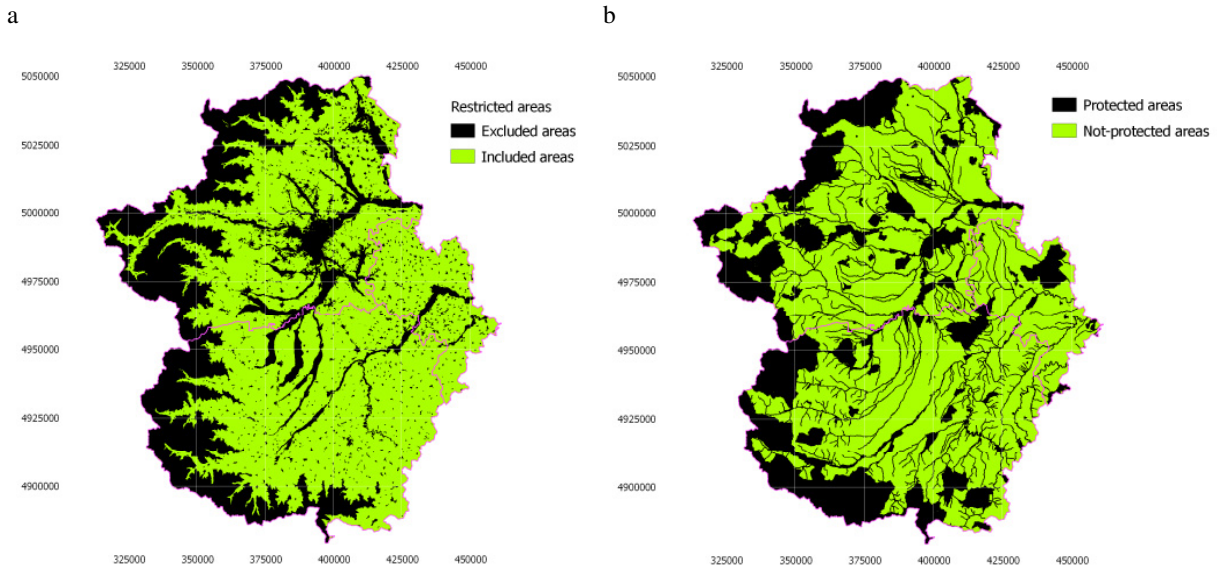 a
b
325000 350000 375000 400000 425000 450000
325000 350000 375000 400000 425000 450000
5050000
5050000
Restricted areas
Excluded areas
Included areas
Protected areas
Not-protected areas
5025000
5025000
5000000
5000000
4975000
4975000
4950000
4950000
4925000
4925000
4900000
4900000
325000 350000 375000 400000 425000 450000
325000 350000 375000 400000 425000 450000